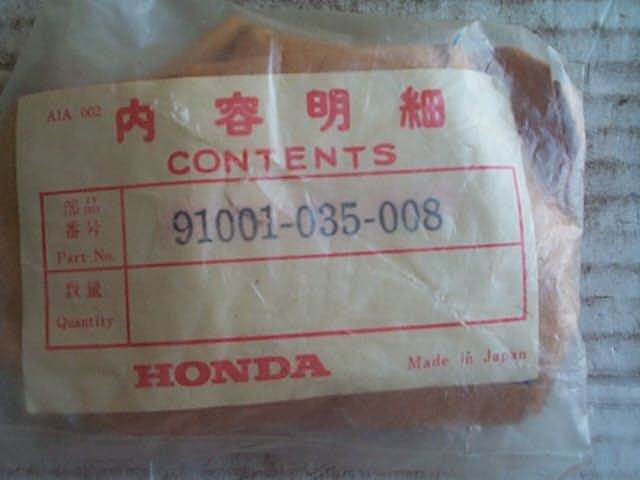 A1A 002
内容明細
CONTENTS
部品
番号
Part No.
91001-035-008
数量
Quantity
HONDA
Made in Japan